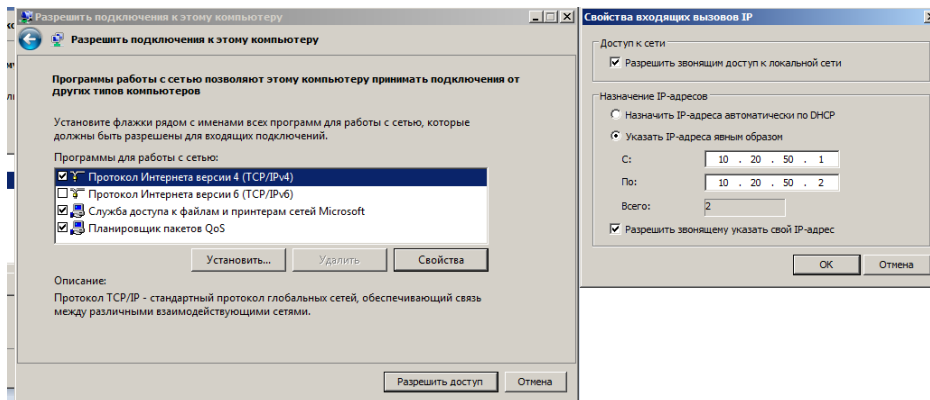 Разрешить подключения к этому компьютеру
Разрешить подключения к этому компьютеру
Программы работы с сетью позволяют этому компьютеру принимать подключения от
других типов компьютеров
Установите флажки рядом с именами всех программ для работы с сетью, которые
должны быть разрешены для входящих подключений.
Программы для работы с сетью:
Протокол Интернета версии 4 (TCP/IPv4)
Протокол Интернета версии 6 (TCP/IPv6)
Служба доступа к файлам и принтерам сетей Microsoft
Планировщик пакетов QoS
Установить... Удалить Свойства
Описание:
Протокол TCP/IP - стандартный протокол глобальных сетей, обеспечивающий связь
между различными взаимодействующими сетями.
Разрешить доступ Отмена
Свойства входящих вызовов IP
Доступ к сети
Разрешить звонящим доступ к локальной сети
Назначение IP-адресов
Назначить IP-адреса автоматически по DHCP
Указать IP-адреса явным образом
С: 10 . 20 . 50 . 1
По: 10 . 20 . 50 . 2
Всего: 2
Разрешить звонящему указать свой IP-адрес
OK Отмена